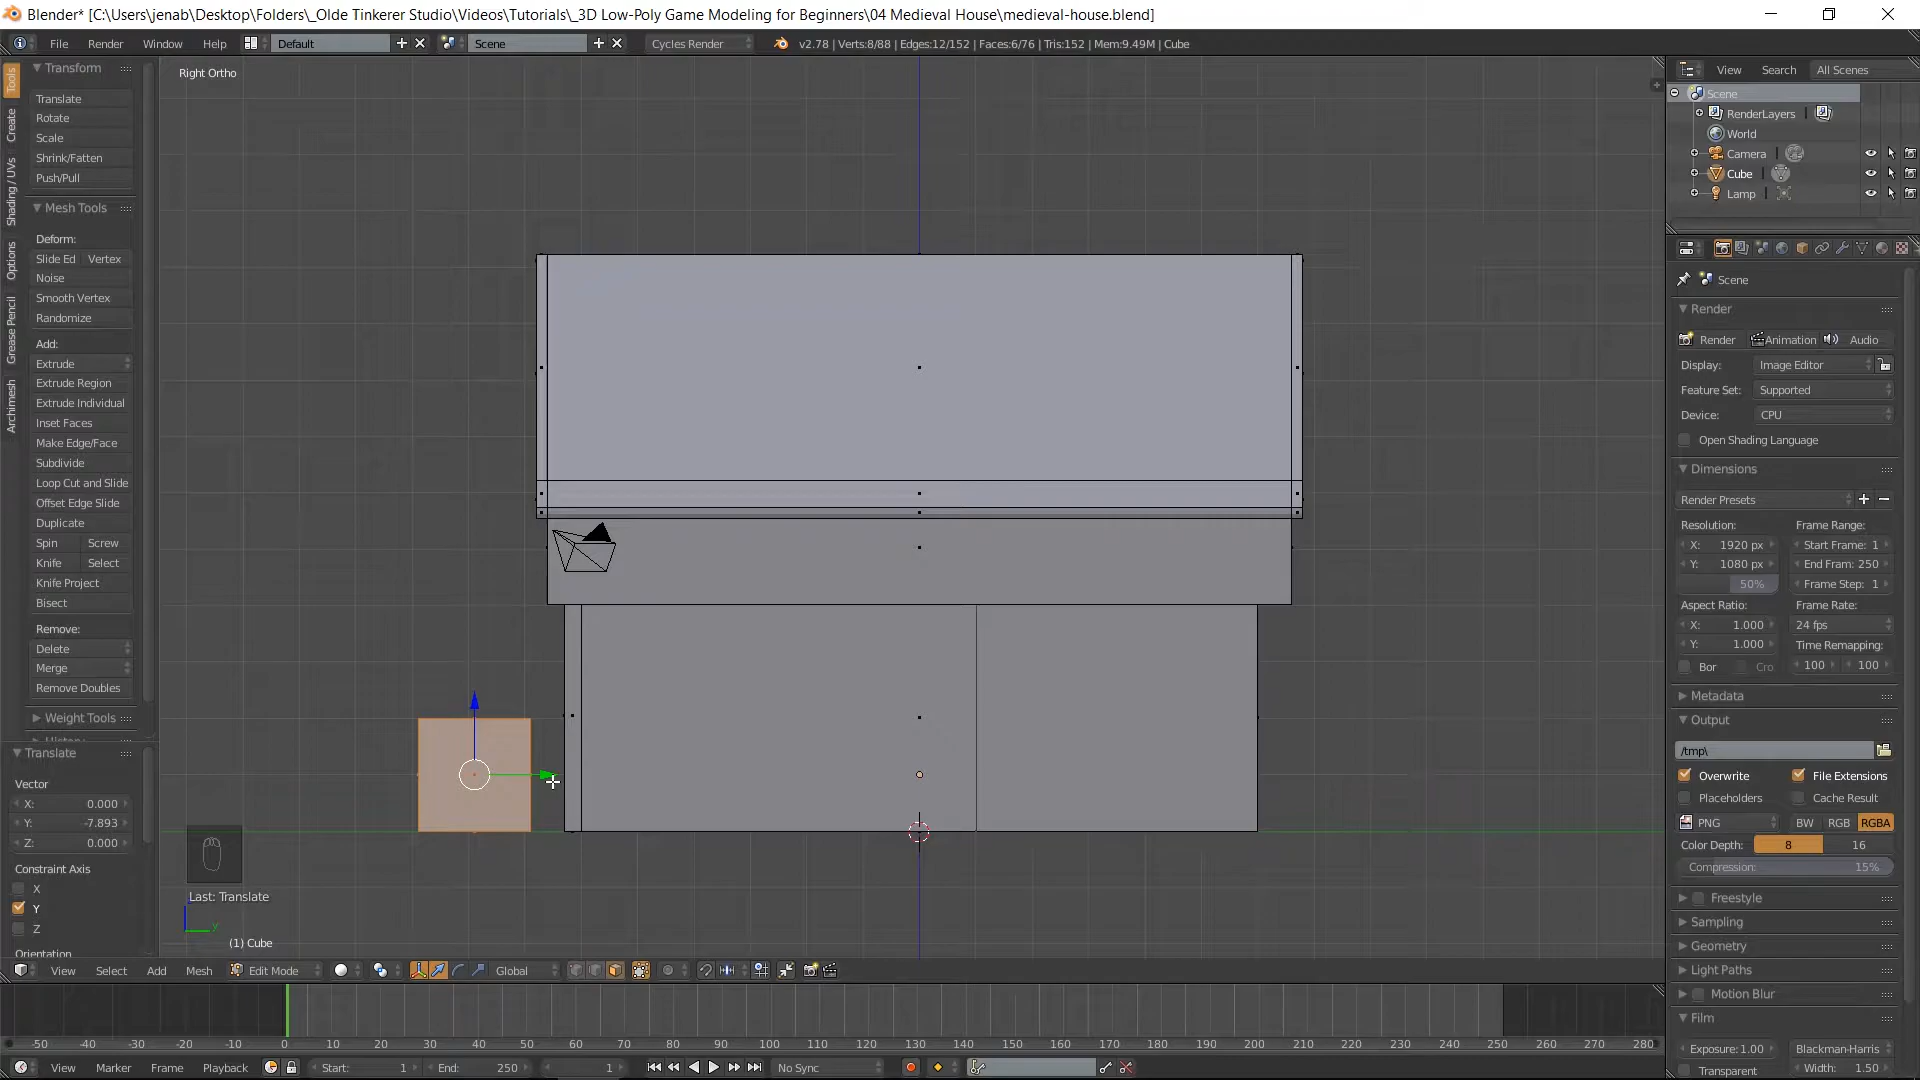 Blender* [C:\Users\jenab\Desktop\Folders\_Olde Tinkerer Studio\Videos\Tutorials\_3D Low-Poly Game Modeling for Beginners\04 Medieval House\medieval-house.blend]
File Render Window Help Default Scene Cycles Render v2.78 | Verts:8/88 | Edges:12/152 | Faces:6/76 | Tris:152 | Mem:9.49M | Cube
Tools
Create
Shading / UVs
Options
Grease Pencil
Archimesh
Transform
Translate
Rotate
Scale
Shrink/Fatten
Push/Pull
Mesh Tools
Deform:
Slide Ed Vertex
Noise
Smooth Vertex
Randomize
Add:
Extrude
Extrude Region
Extrude Individual
Inset Faces
Make Edge/Face
Subdivide
Loop Cut and Slide
Offset Edge Slide
Duplicate
Spin Screw
Knife Select
Knife Project
Bisect
Remove:
Delete
Merge
Remove Doubles
Weight Tools
Translate
Vector
X: 0.000
Y: -7.893
Z: 0.000
Constraint Axis
X
Y
Z
Orientation
Right Ortho
Last: Translate
(1) Cube
View Select Add Mesh Edit Mode Global
-50 -40 -30 -20 -10 0 10 20 30 40 50 60 70 80 90 100 110 120 130 140 150 160 170 180 190 200 210 220 230 240 250 260 270 280
View Marker Frame Playback Start: 1 End: 250 1 No Sync
View Search All Scenes
Scene
RenderLayers
World
Camera
Cube
Lamp
Scene
Render
Render Animation Audio
Display: Image Editor
Feature Set: Supported
Device: CPU
Open Shading Language
Dimensions
Render Presets
Resolution: Frame Range:
X: 1920 px Start Frame: 1
Y: 1080 px End Fram: 250
50% Frame Step: 1
Aspect Ratio: Frame Rate:
X: 1.000 24 fps
Y: 1.000 Time Remapping:
Bor Cro 100 100
Metadata
Output
/tmp\
Overwrite File Extensions
Placeholders Cache Result
PNG BW RGB RGBA
Color Depth: 8 16
Compression: 15%
Freestyle
Sampling
Geometry
Light Paths
Motion Blur
Film
Exposure: 1.00 Blackman-Harris
Transparent Width: 1.50